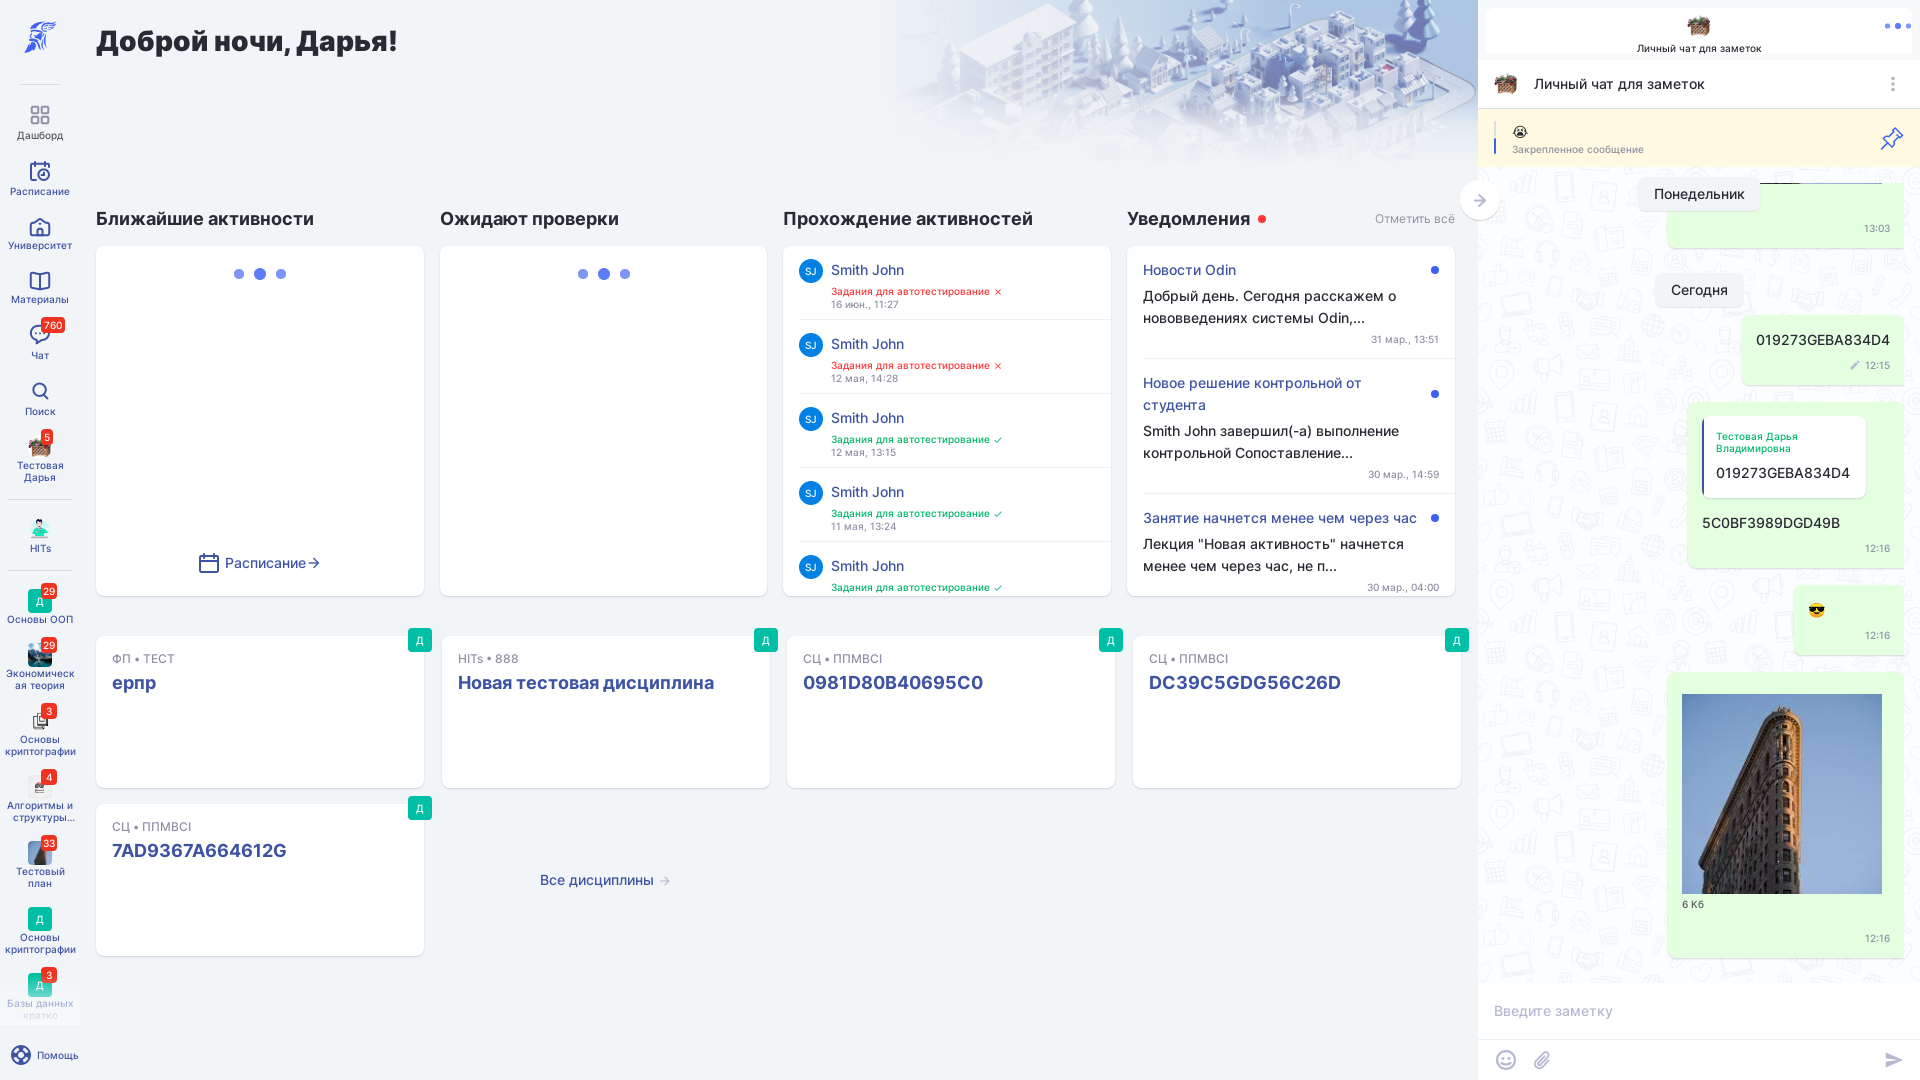 Дашборд
Расписание
Университет
Материалы
760
Чат
Поиск
5
Тестовая
Дарья
HITs
29
Д
Основы ООП
29
Экономическ
ая теория
3
Основы
криптографии
4
Алгоритмы и
структуры...
33
Тестовый
план
Д
Основы
криптографии
3
Д
Базы данных
кратко
Помощь
Доброй ночи, Дарья!
Ближайшие активности
Расписание
Ожидают проверки
Прохождение активностей
SJ
Smith John
Задания для автотестирование
16 июн., 11:27
SJ
Smith John
Задания для автотестирование
12 мая, 14:28
SJ
Smith John
Задания для автотестирование
12 мая, 13:15
SJ
Smith John
Задания для автотестирование
11 мая, 13:24
SJ
Smith John
Задания для автотестирование
Уведомления
Отметить всё
Новости Odin
Добрый день. Сегодня расскажем о
нововведениях системы Odin,...
31 мар., 13:51
Новое решение контрольной от
студента
Smith John завершил(-а) выполнение
контрольной Сопоставление...
30 мар., 14:59
Занятие начнется менее чем через час
Лекция "Новая активность" начнется
менее чем через час, не п...
30 мар., 04:00
Д
ФП • ТЕСТ
ерпр
Д
HITs • 888
Новая тестовая дисциплина
Д
СЦ • ППМВСІ
0981D80B40695C0
Д
СЦ • ППМВСІ
DC39C5GDG56C26D
Д
СЦ • ППМВСІ
7AD9367A664612G
Все дисциплины
Личный чат для заметок
Личный чат для заметок
Закрепленное сообщение
Понедельник
13:03
Сегодня
019273GEBA834D4
12:15
Тестовая Дарья
Владимировна
019273GEBA834D4
5C0BF3989DGD49B
12:16
12:16
6 Кб
12:16
Введите заметку